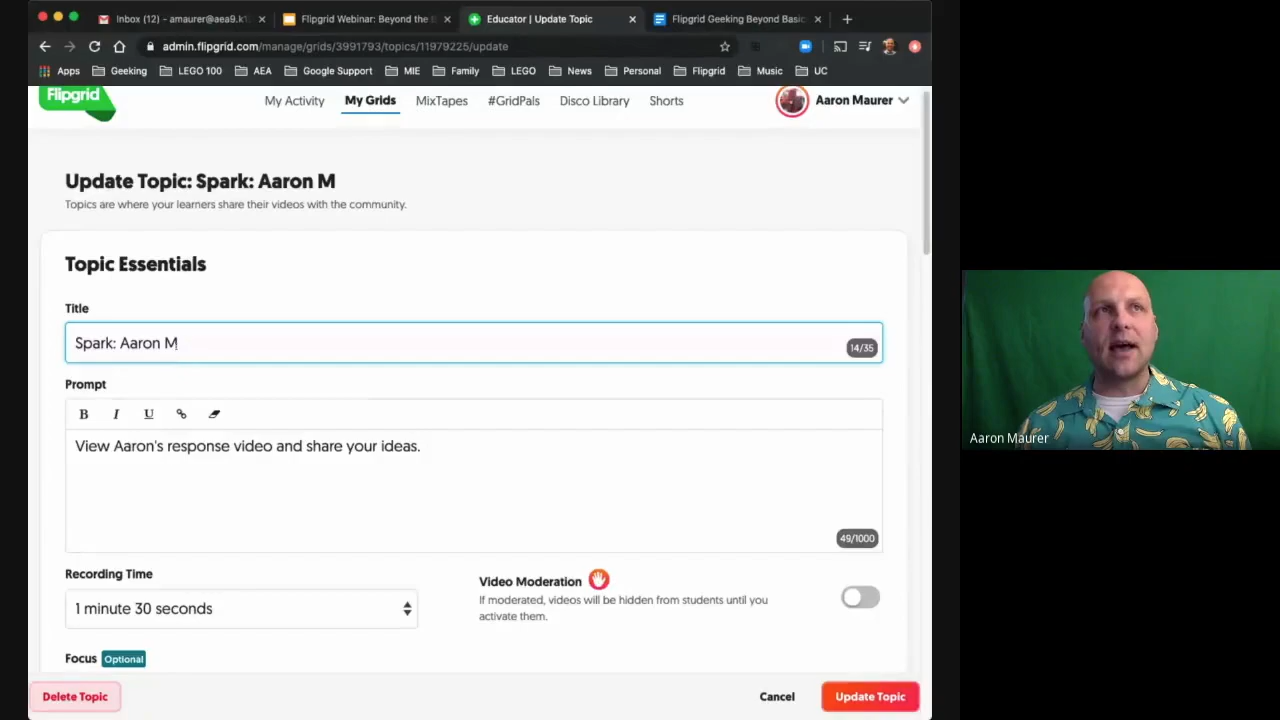 Inbox (12) - amaurer@aea9.k1
Flipgrid Webinar: Beyond the B
Educator | Update Topic
Flipgrid Geeking Beyond Basic
admin.flipgrid.com/manage/grids/3991793/topics/11979225/update
Apps Geeking LEGO 100 AEA Google Support MIE Family LEGO News Personal Flipgrid Music UC
Flipgrid
My Activity My Grids MixTapes #GridPals Disco Library Shorts
Aaron Maurer
Update Topic: Spark: Aaron M
Topics are where your learners share their videos with the community.
Topic Essentials
Title
Spark: Aaron M
14/35
Prompt
B I U
View Aaron's response video and share your ideas.
49/1000
Recording Time
1 minute 30 seconds
Video Moderation
If moderated, videos will be hidden from students until you
activate them.
Focus Optional
Delete Topic
Cancel
Update Topic
Aaron Maurer